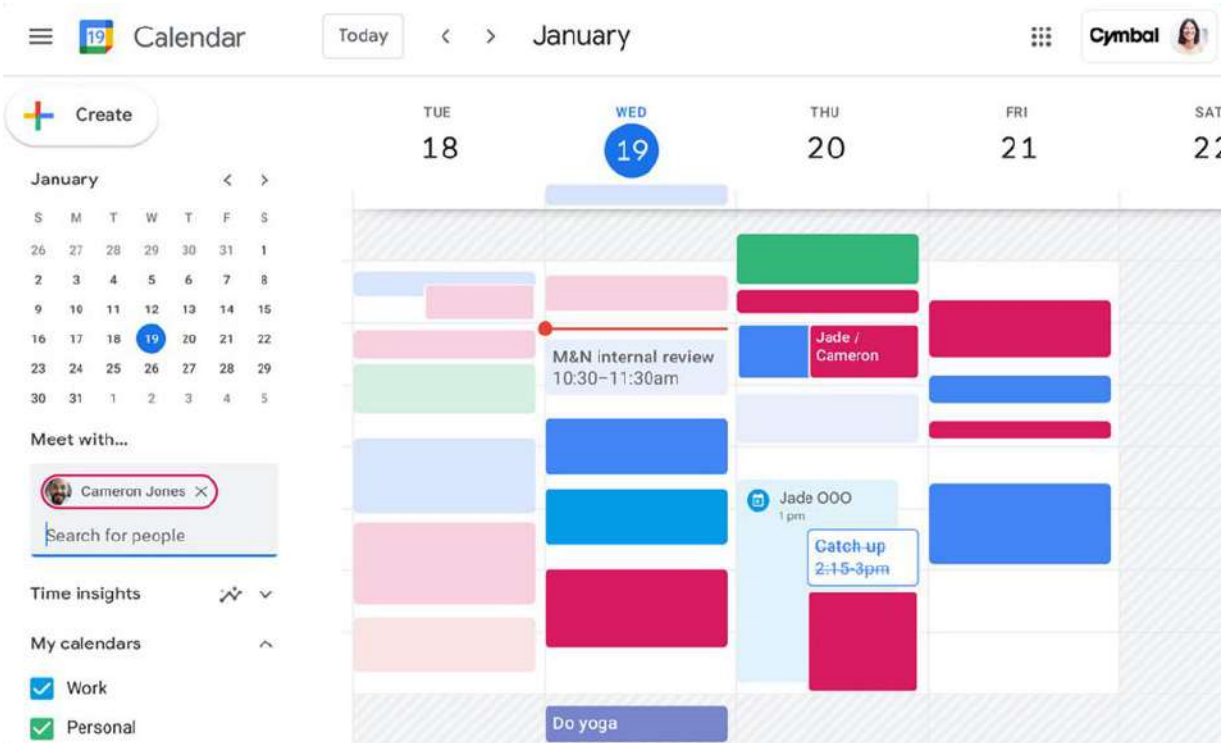 19 Calendar Today January Cymbal
Create
TUE WED THU FRI SAT
18 19 20 21
January
S M T W T F S
26 27 28 29 30 31 1
2 3 4 5 6 7 8
9 10 11 12 13 14 15
16 17 18 19 20 21 22
23 24 25 26 27 28 29
30 31 1 2 3 4 5
Meet with...
Cameron Jones
Search for people
Time insights
My calendars
Work
Personal
M&N internal review
10:30–11:30am
Do yoga
Jade /
Cameron
Jade OOO
1 pm
Catch up
2:15-3pm